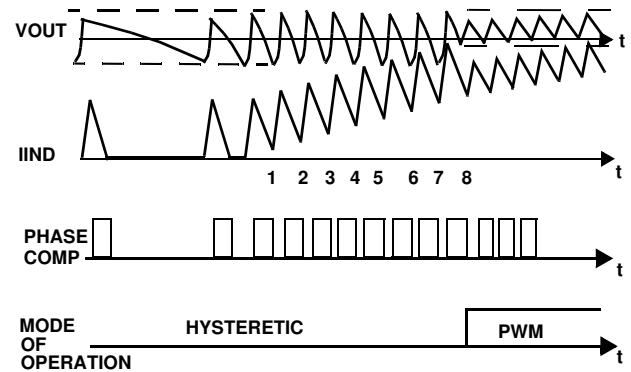 VOUT
t
IIND
1 2 3 4 5 6 7 8
t
PHASE
COMP
t
MODE
OF
OPERATION
HYSTERETIC
PWM
t